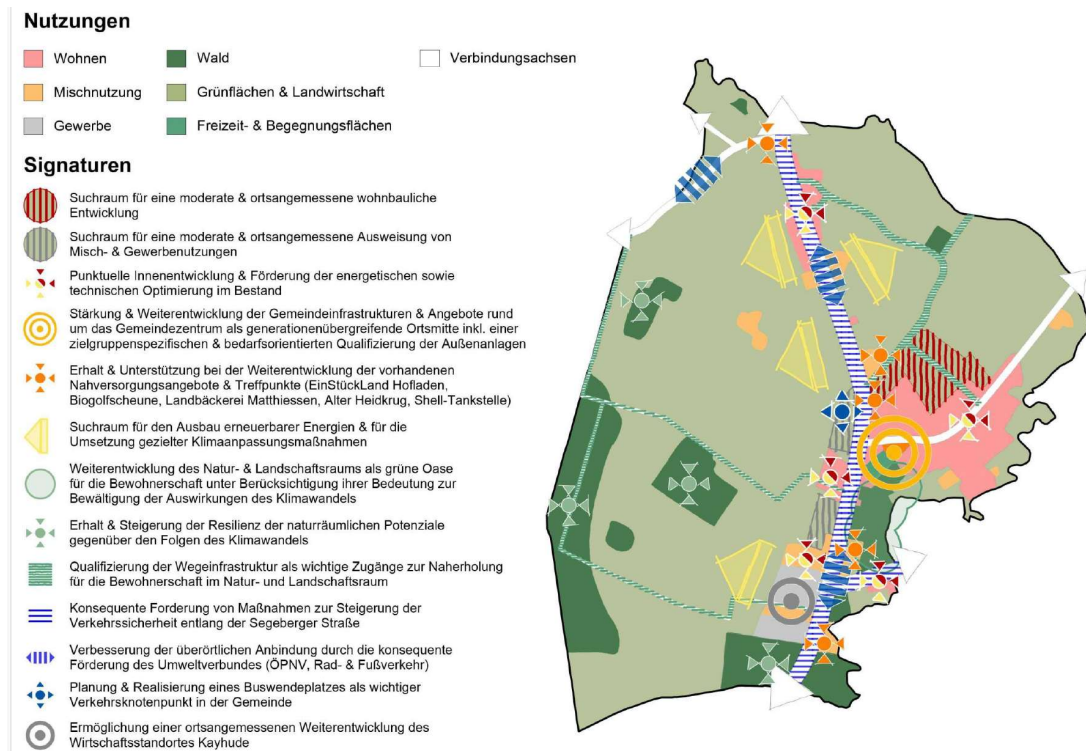 Nutzungen
Wohnen
Wald
Verbindungsachsen
Mischnutzung
Grünflächen & Landwirtschaft
Gewerbe
Freizeit- & Begegnungsflächen
Signaturen
Suchraum für eine moderate & ortsangemessene wohnbauliche
Entwicklung
Suchraum für eine moderate & ortsangemessene Ausweisung von
Misch- & Gewerbenutzungen
Punktuelle Innenentwicklung & Förderung der energetischen sowie
technischen Optimierung im Bestand
Stärkung & Weiterentwicklung der Gemeindeinfrastrukturen & Angebote rund
um das Gemeindezentrum als generationenübergreifende Ortsmitte inkl. einer
zielgruppenspezifischen & bedarfsorientierten Qualifizierung der Außenanlagen
Erhalt & Unterstützung bei der Weiterentwicklung der vorhandenen
Nahversorgungsangebote & Treffpunkte (EinStückLand Hofladen,
Biogolfscheune, Landbäckerei Matthiessen, Alter Heidkrug, Shell-Tankstelle)
Suchraum für den Ausbau erneuerbarer Energien & für die
Umsetzung gezielter Klimaanpassungsmaßnahmen
Weiterentwicklung des Natur- & Landschaftsraums als grüne Oase
für die Bewohnerschaft unter Berücksichtigung ihrer Bedeutung zur
Bewältigung der Auswirkungen des Klimawandels
Erhalt & Steigerung der Resilienz der naturräumlichen Potenziale
gegenüber den Folgen des Klimawandels
Qualifizierung der Wegeinfrastruktur als wichtige Zugänge zur Naherholung
für die Bewohnerschaft im Natur- und Landschaftsraum
Konsequente Forderung von Maßnahmen zur Steigerung der
Verkehrssicherheit entlang der Segeberger Straße
Verbesserung der überörtlichen Anbindung durch die konsequente
Förderung des Umweltverbundes (ÖPNV, Rad- & Fußverkehr)
Planung & Realisierung eines Buswendeplatzes als wichtiger
Verkehrsknotenpunkt in der Gemeinde
Ermöglichung einer ortsangemessenen Weiterentwicklung des
Wirtschaftsstandortes Kayhude